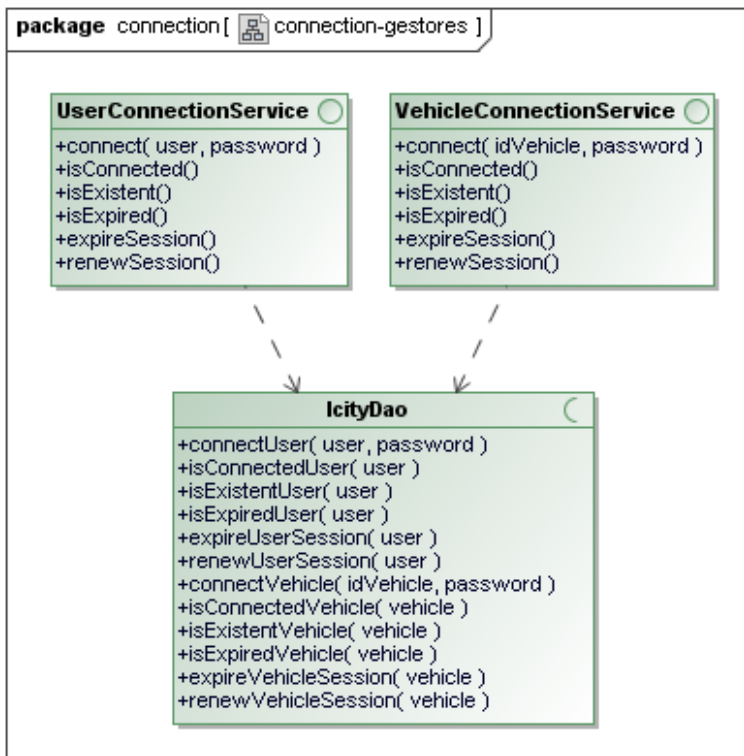 package connection[ connection-gestores ]
UserConnectionService
+connect( user, password )
+isConnected()
+isExistent()
+isExpired()
+expireSession()
+renewSession()
VehicleConnectionService
+connect( idVehicle, password )
+isConnected()
+isExistent()
+isExpired()
+expireSession()
+renewSession()
IcityDao
+connectUser( user, password )
+isConnectedUser( user )
+isExistentUser( user )
+isExpiredUser( user )
+expireUserSession( user )
+renewUserSession( user )
+connectVehicle( idVehicle, password )
+isConnectedVehicle( vehicle )
+isExistentVehicle( vehicle )
+isExpiredVehicle( vehicle )
+expireVehicleSession( vehicle )
+renewVehicleSession( vehicle )